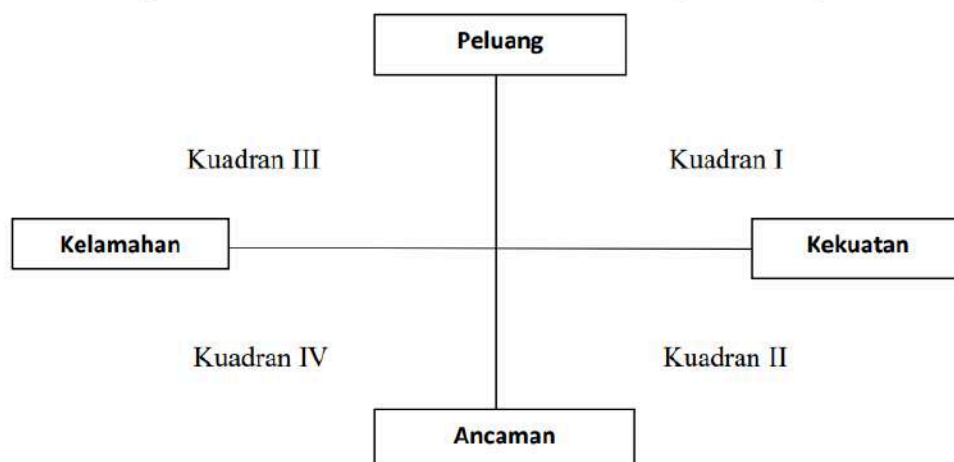 Peluang
Kuadran III
Kuadran I
Kelamahan
Kekuatan
Kuadran IV
Kuadran II
Ancaman